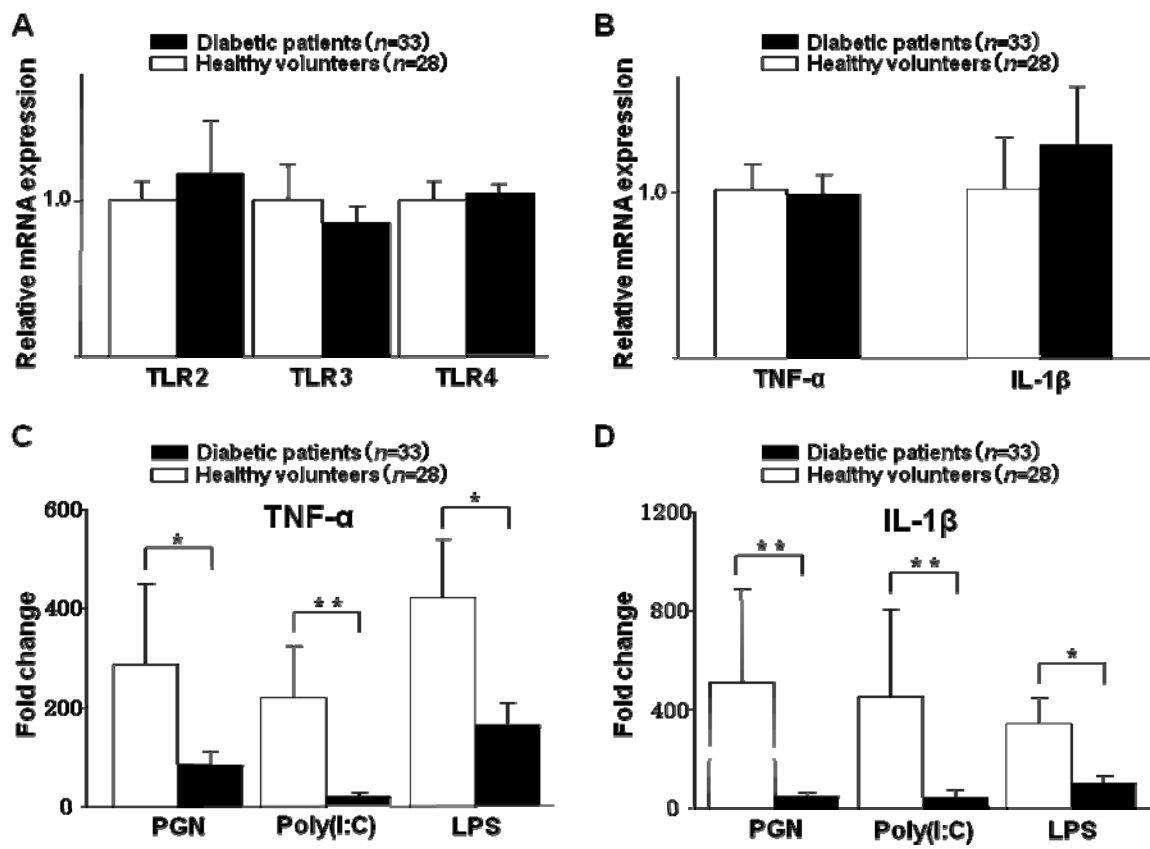 A
Diabetic patients (n=33)
Healthy volunteers (n=28)
Relative mRNA expression
1.0
TLR2 TLR3 TLR4
B
Diabetic patients (n=33)
Healthy volunteers (n=28)
Relative mRNA expression
1.0
TNF-α IL-1β
C
Diabetic patients (n=33)
Healthy volunteers (n=28)
TNF-α
Fold change
600
400
200
0
* ** *
PGN Poly(I:C) LPS
D
Diabetic patients (n=33)
Healthy volunteers (n=28)
IL-1β
Fold change
1200
800
400
0
** ** *
PGN Poly(I:C) LPS